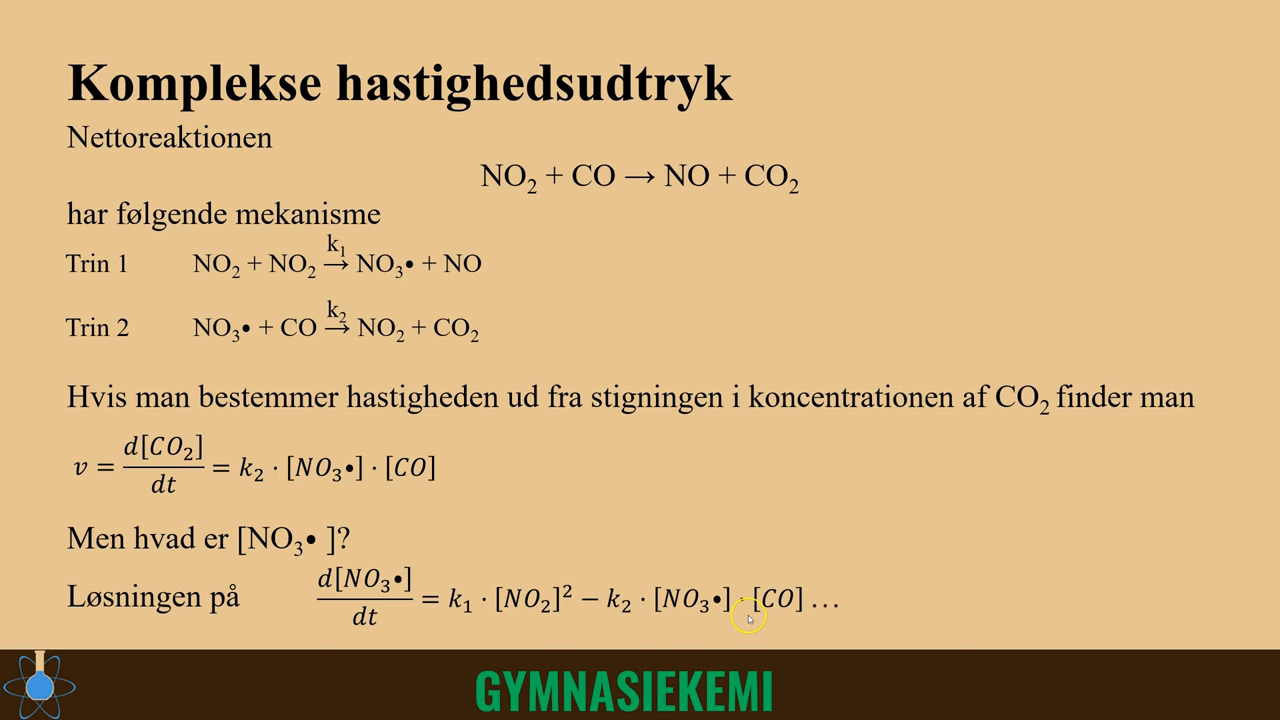 Komplekse hastighedsudtryk
Nettoreaktionen
NO₂ + CO → NO + CO₂
har følgende mekanisme
k₁
Trin 1 NO₂ + NO₂ → NO₃• + NO
k₂
Trin 2 NO₃• + CO → NO₂ + CO₂
Hvis man bestemmer hastigheden ud fra stigningen i koncentrationen af CO₂ finder man
v = d[CO₂]/dt = k₂ · [NO₃•] · [CO]
Men hvad er [NO₃• ]?
Løsningen på d[NO₃•]/dt = k₁ · [NO₂]² − k₂ · [NO₃•] · [CO] …
GYMNASIEKEMI